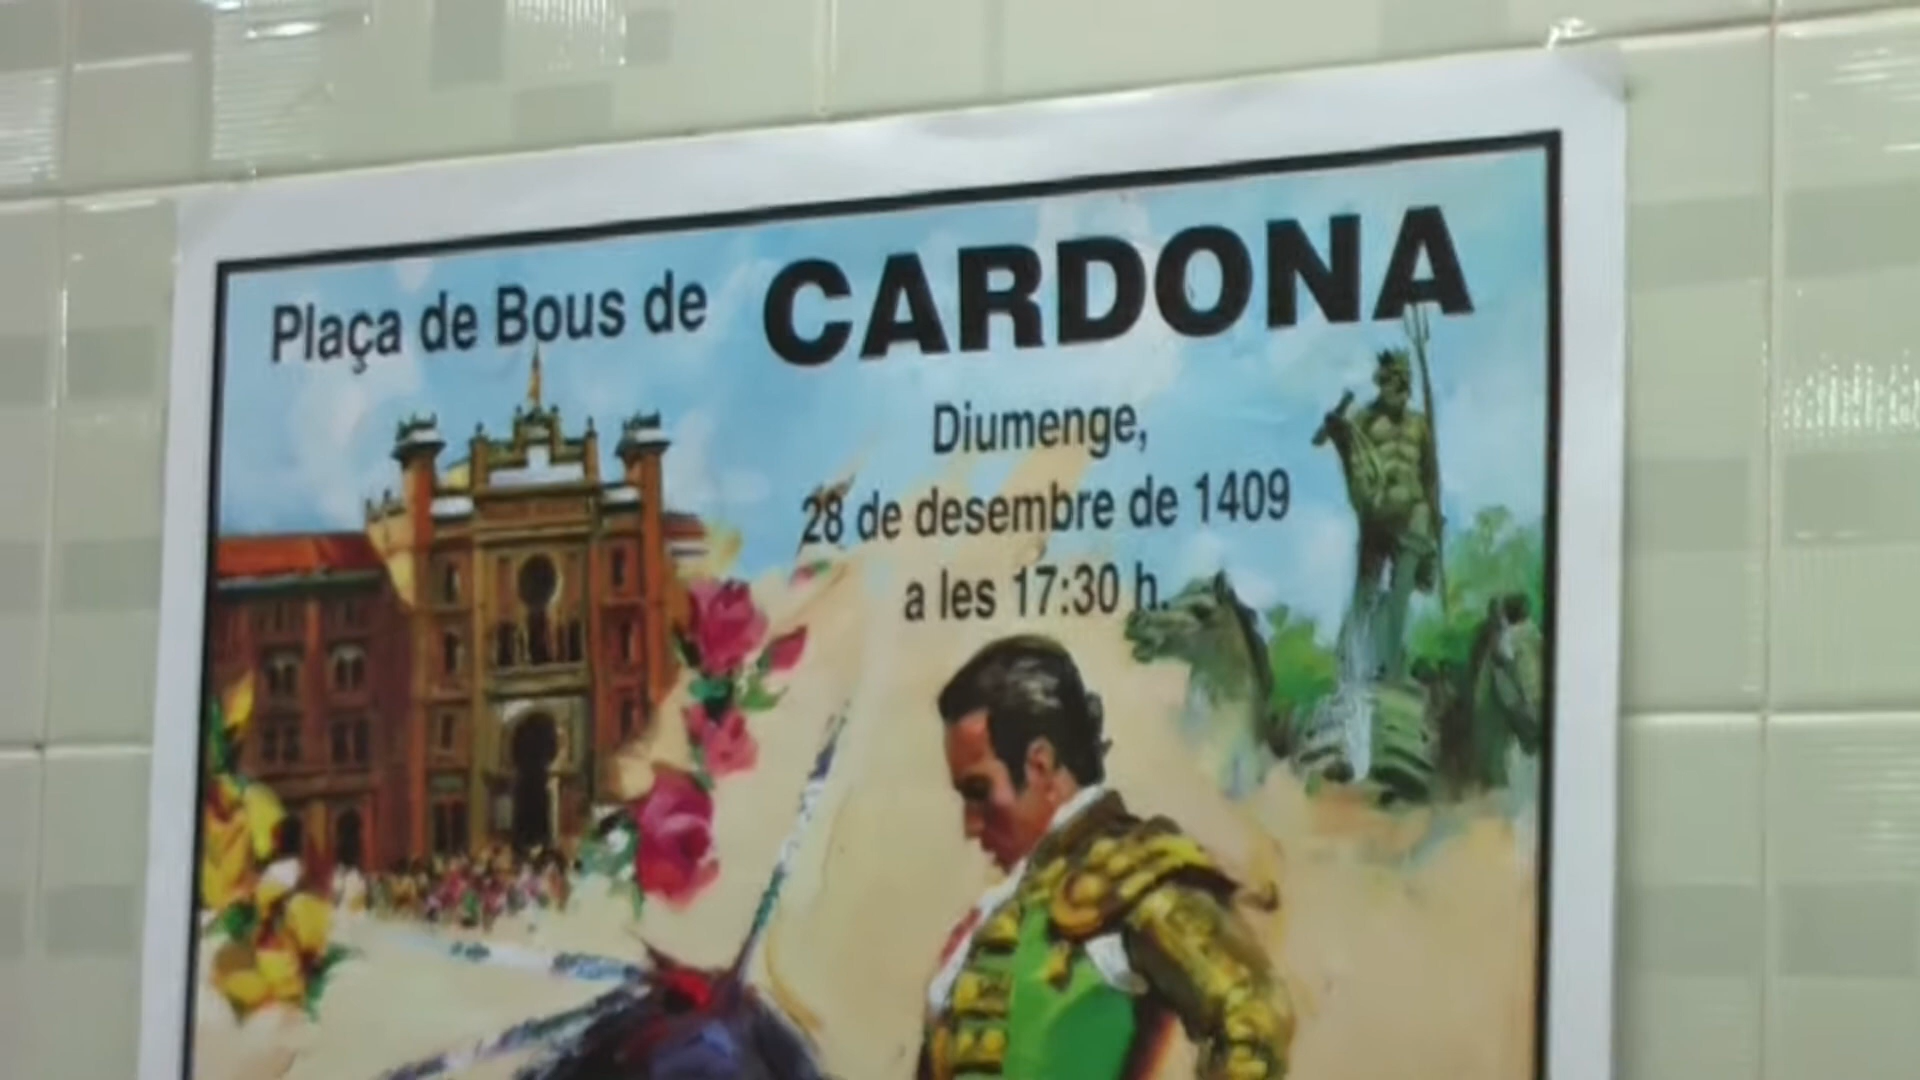 Plaça de Bous de CARDONA
Diumenge,
28 de desembre de 1409
a les 17:30 h.